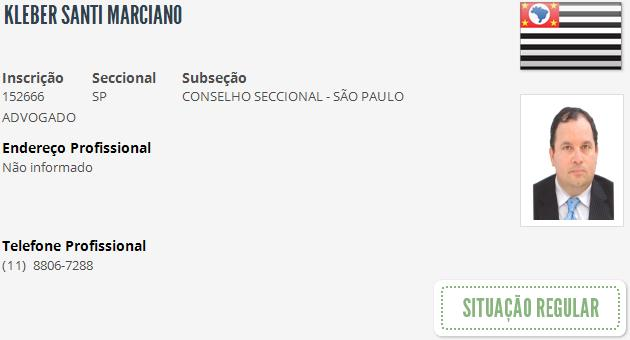 KLEBER SANTI MARCIANO
Inscrição Seccional Subseção
152666 SP CONSELHO SECCIONAL - SÃO PAULO
ADVOGADO
Endereço Profissional
Não informado
Telefone Profissional
(11) 8806-7288
SITUAÇÃO REGULAR